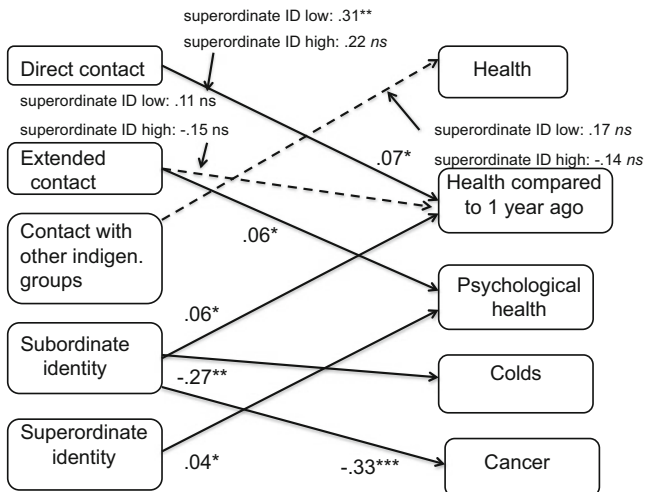 superordinate ID low: .31**
superordinate ID high: .22 ns
Direct contact
Health
superordinate ID low: .11 ns
superordinate ID high: -.15 ns
superordinate ID low: .17 ns
superordinate ID high: -.14 ns
.07*
Extended
contact
Health compared
to 1 year ago
Contact with
other indigen.
groups
.06*
Psychological
health
.06*
Subordinate
identity
-.27**
Colds
Superordinate
identity
.04*
-.33***
Cancer